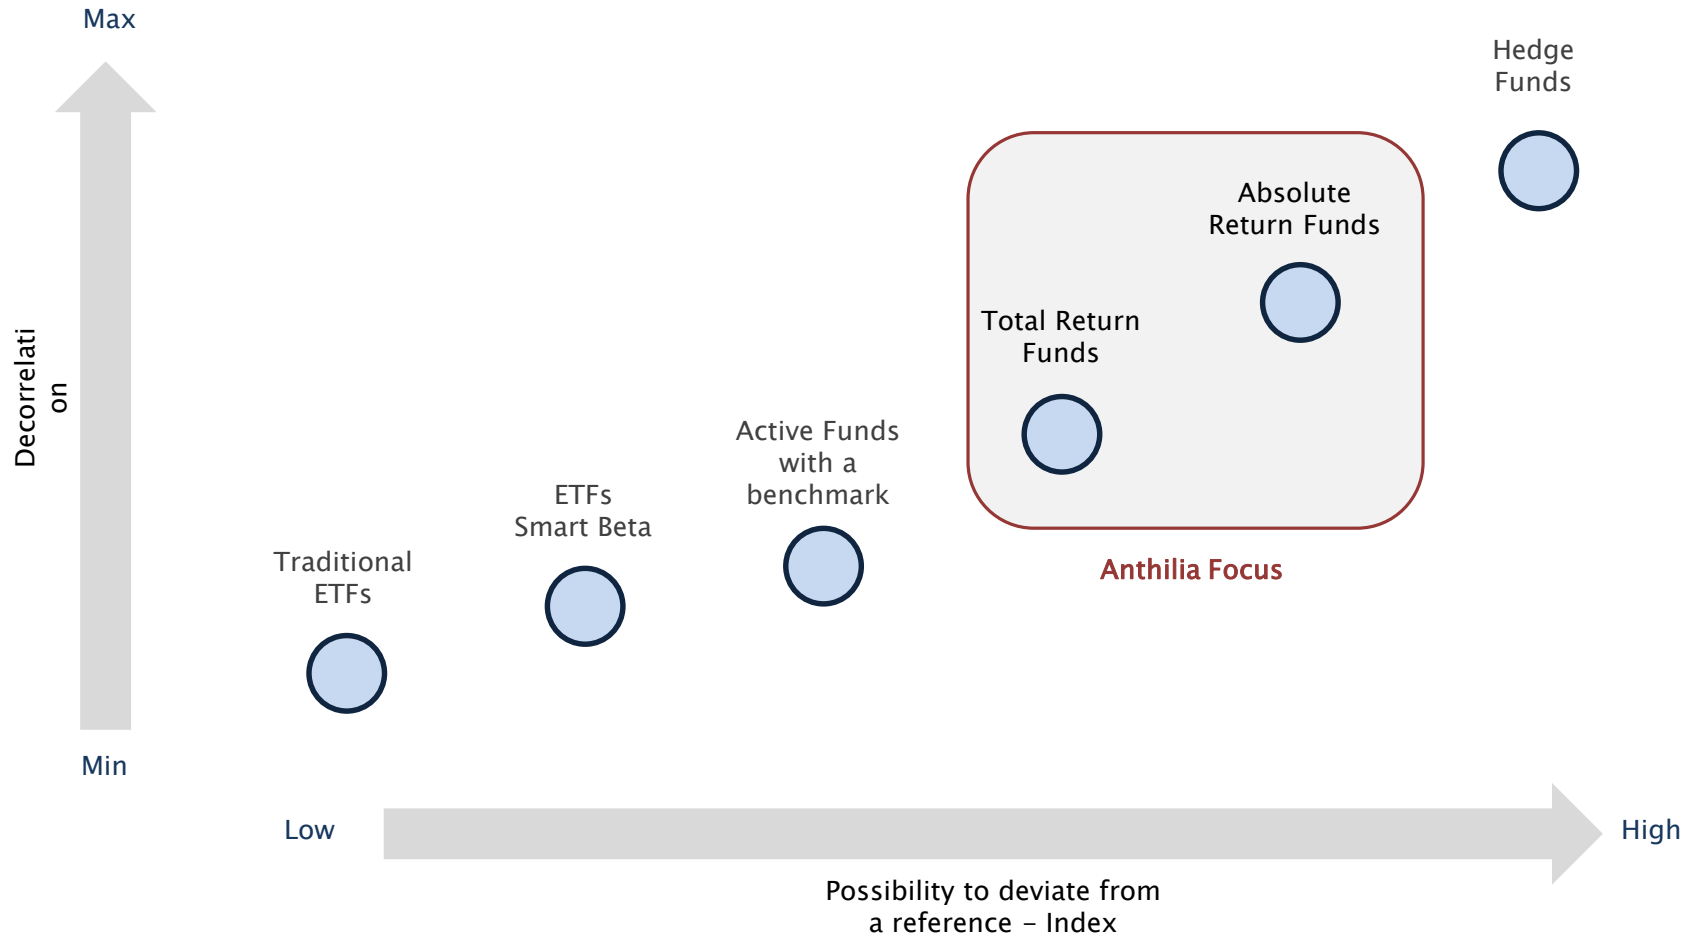 Max
Hedge
Funds
Absolute
Return Funds
Total Return
Funds
Decorrelati
on
Active Funds
with a
benchmark
ETFs
Smart Beta
Traditional
ETFs
Anthilia Focus
Min
Low
High
Possibility to deviate from
a reference – Index